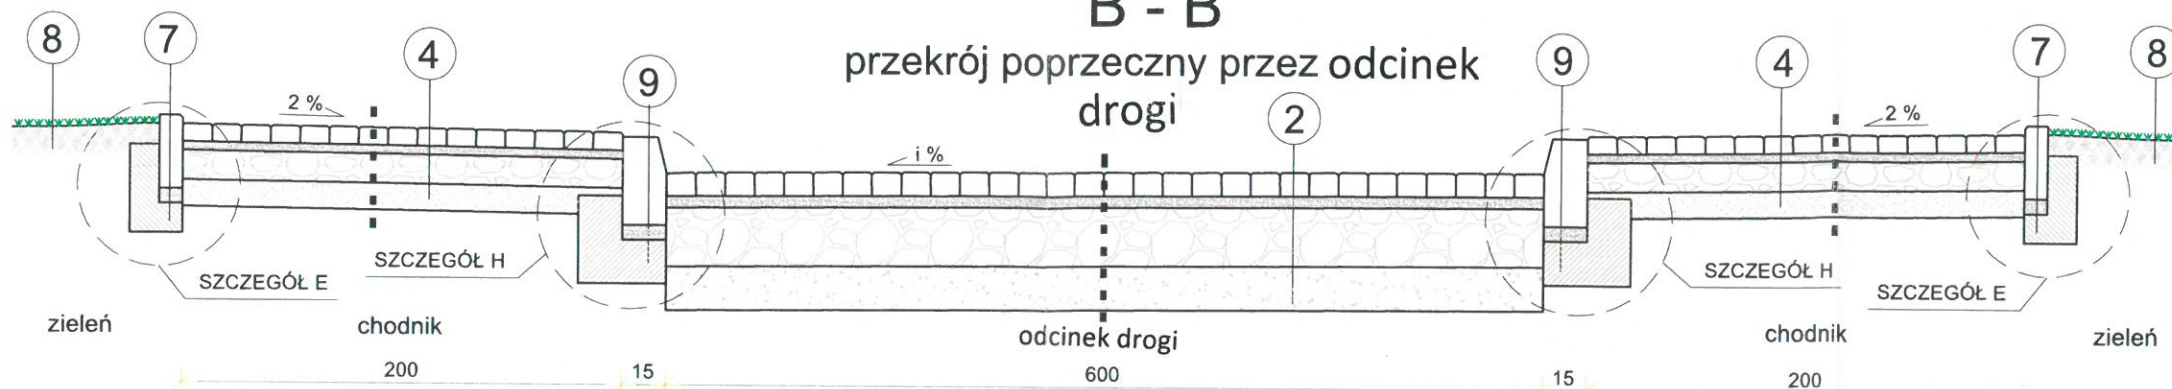 B - B
przekrój poprzeczny przez odcinek
drogi
8
7
4
9
2
9
4
7
8
2 %
i %
2 %
SZCZEGÓŁ E
SZCZEGÓŁ H
SZCZEGÓŁ H
SZCZEGÓŁ E
zieleń
chodnik
odcinek drogi
chodnik
zieleń
200
15
600
15
200